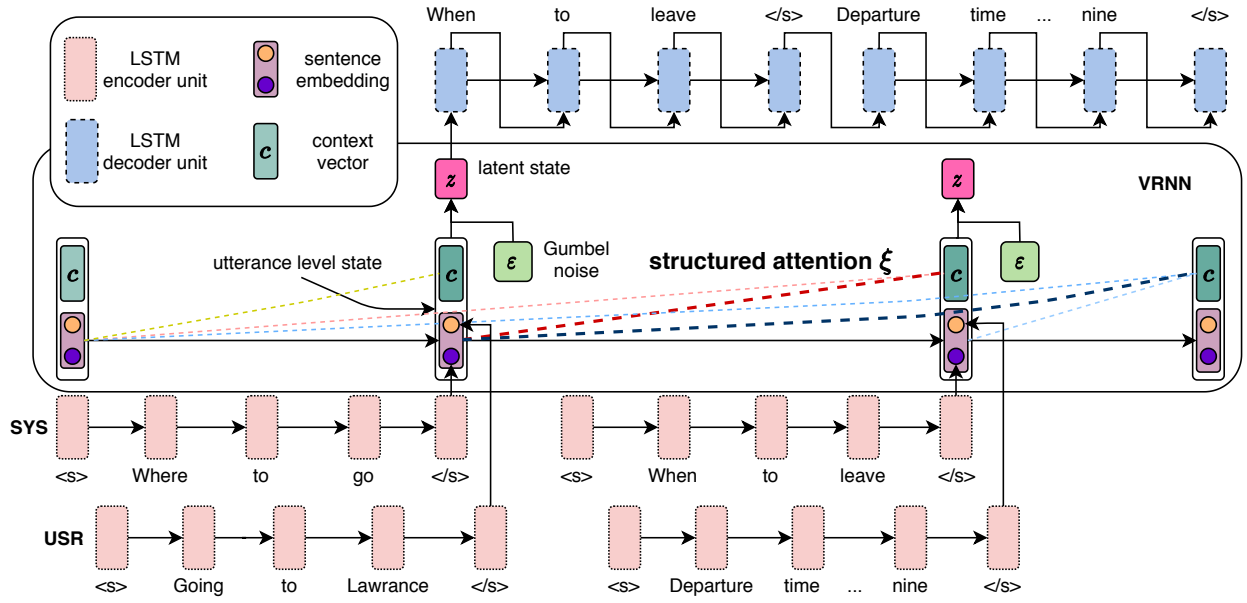 When to leave </s> Departure time ... nine </s>
LSTM
encoder unit
sentence
embedding
LSTM
decoder unit
c
context
vector
z
latent state
z
VRNN
c
c
ε
Gumbel
noise
structured attention ξ
c
ε
c
utterance level state
SYS
<s> Where to go </s> <s> When to leave </s>
USR
<s> Going to Lawrance </s> <s> Departure time ... nine </s>